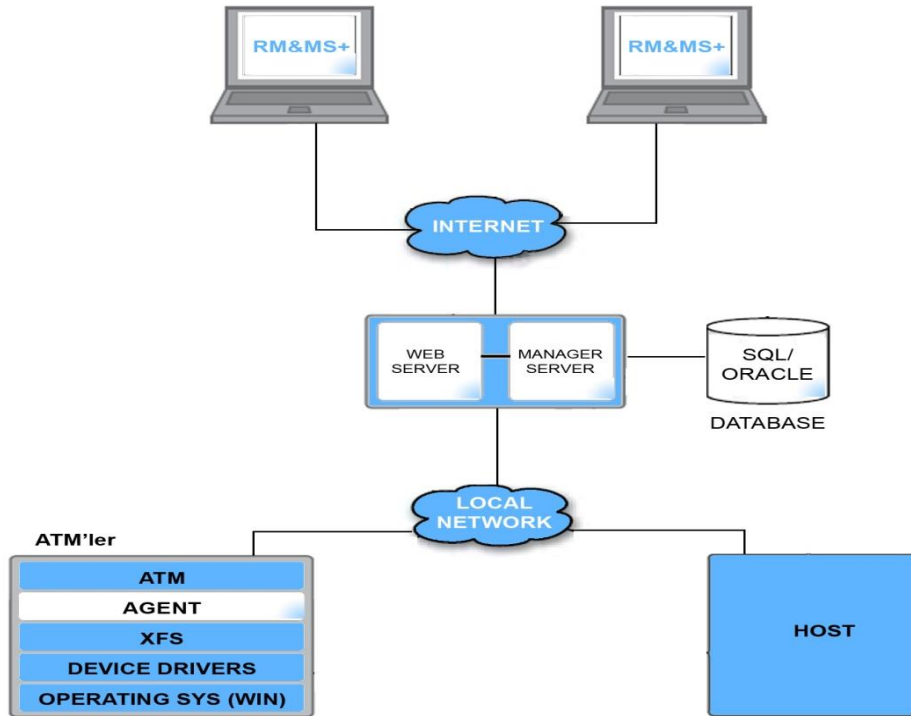 RM&MS+
RM&MS+
INTERNET
WEB
SERVER
MANAGER
SERVER
SQL/
ORACLE
DATABASE
LOCAL
NETWORK
ATM'ler
ATM
AGENT
XFS
DEVICE DRIVERS
OPERATING SYS (WIN)
HOST